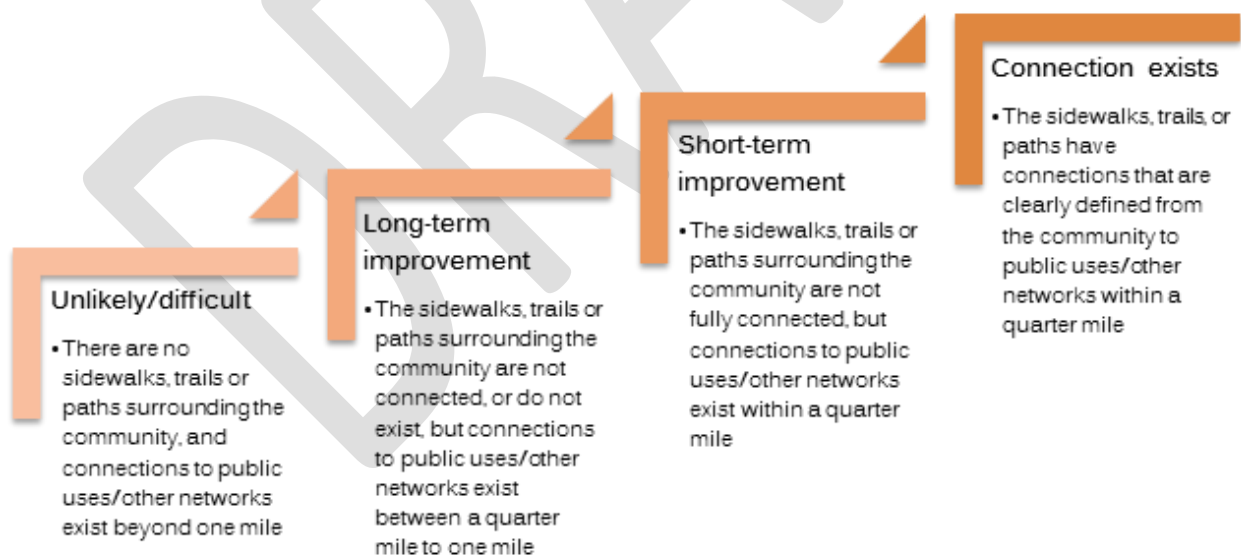 Unlikely/difficult
•There are no
sidewalks, trails or
paths surrounding the
community, and
connections to public
uses/other networks
exist beyond one mile
Long-term
improvement
•The sidewalks, trails or
paths surrounding the
community are not
connected, or do not
exist, but connections
to public uses/other
networks exist
between a quarter
mile to one mile
Short-term
improvement
•The sidewalks, trails or
paths surrounding the
community are not
fully connected, but
connections to public
uses/other networks
exist within a quarter
mile
Connection exists
•The sidewalks, trails, or
paths have
connections that are
clearly defined from
the community to
public uses/other
networks within a
quarter mile